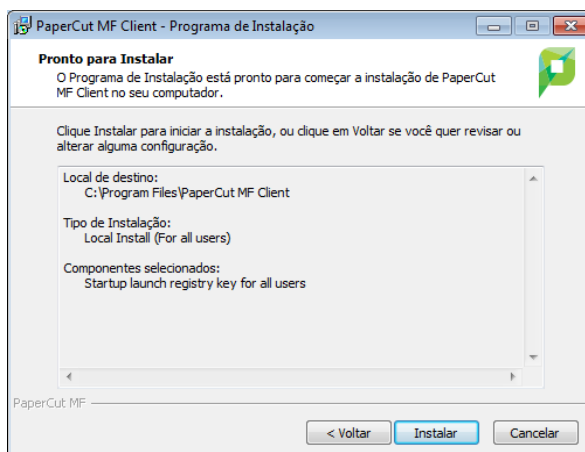 PaperCut MF Client - Programa de Instalação
Pronto para Instalar
O Programa de Instalação está pronto para começar a instalação de PaperCut
MF Client no seu computador.
Clique Instalar para iniciar a instalação, ou clique em Voltar se você quer revisar ou
alterar alguma configuração.
Local de destino:
C:\Program Files\PaperCut MF Client
Tipo de Instalação:
Local Install (For all users)
Componentes selecionados:
Startup launch registry key for all users
PaperCut MF
< Voltar
Instalar
Cancelar